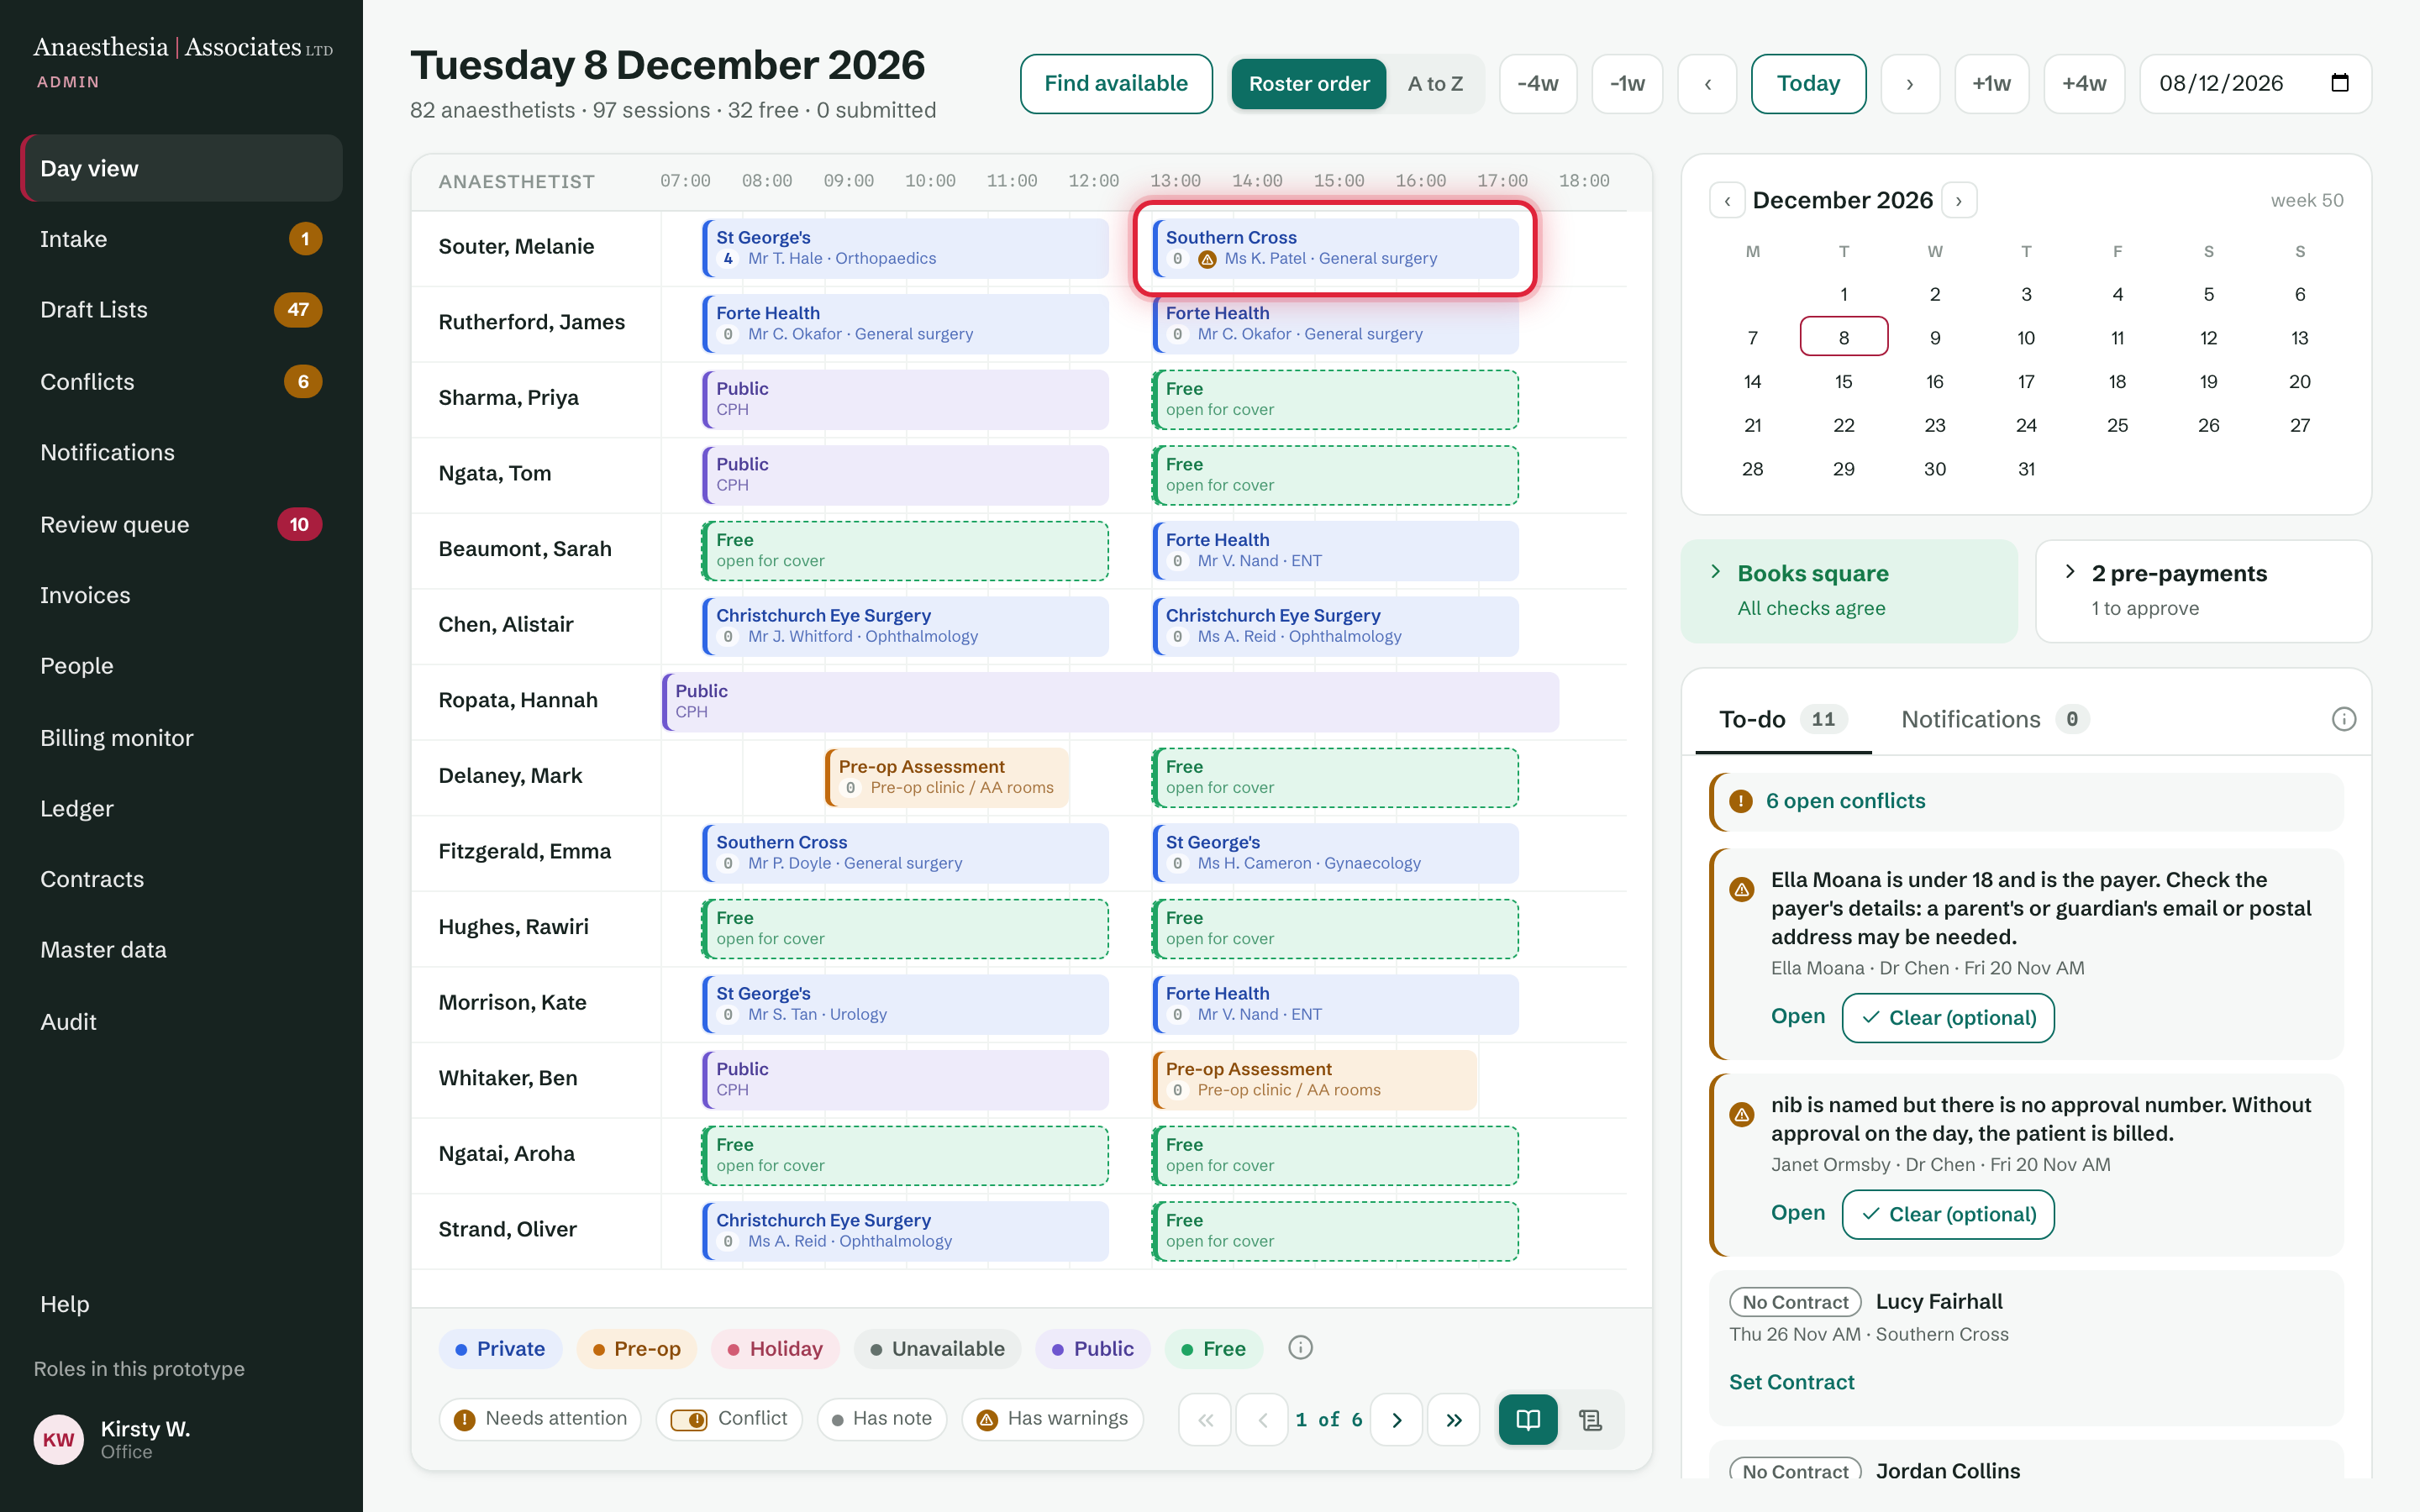 Anaesthesia | Associates LTD
ADMIN
Day view
Intake 1
Draft Lists 47
Conflicts 6
Notifications
Review queue 10
Invoices
People
Billing monitor
Ledger
Contracts
Master data
Audit
Help
Roles in this prototype
KW
Kirsty W.
Office
Tuesday 8 December 2026
82 anaesthetists · 97 sessions · 32 free · 0 submitted
Find available
Roster order
A to Z
-4w
-1w
‹
Today
›
+1w
+4w
08/12/2026
ANAESTHETIST 07:00 08:00 09:00 10:00 11:00 12:00 13:00 14:00 15:00 16:00 17:00 18:00
Souter, Melanie
St George's
4 Mr T. Hale · Orthopaedics
Southern Cross
0 Ms K. Patel · General surgery
Rutherford, James
Forte Health
0 Mr C. Okafor · General surgery
Forte Health
0 Mr C. Okafor · General surgery
Sharma, Priya
Public
CPH
Free
open for cover
Ngata, Tom
Public
CPH
Free
open for cover
Beaumont, Sarah
Free
open for cover
Forte Health
0 Mr V. Nand · ENT
Chen, Alistair
Christchurch Eye Surgery
0 Mr J. Whitford · Ophthalmology
Christchurch Eye Surgery
0 Ms A. Reid · Ophthalmology
Ropata, Hannah
Public
CPH
Delaney, Mark
Pre-op Assessment
0 Pre-op clinic / AA rooms
Free
open for cover
Fitzgerald, Emma
Southern Cross
0 Mr P. Doyle · General surgery
St George's
0 Ms H. Cameron · Gynaecology
Hughes, Rawiri
Free
open for cover
Free
open for cover
Morrison, Kate
St George's
0 Mr S. Tan · Urology
Forte Health
0 Mr V. Nand · ENT
Whitaker, Ben
Public
CPH
Pre-op Assessment
0 Pre-op clinic / AA rooms
Ngatai, Aroha
Free
open for cover
Free
open for cover
Strand, Oliver
Christchurch Eye Surgery
0 Ms A. Reid · Ophthalmology
Free
open for cover
Private
Pre-op
Holiday
Unavailable
Public
Free
Needs attention
Conflict
Has note
Has warnings
« ‹ 1 of 6 › »
‹ December 2026 › week 50
M T W T F S S
1 2 3 4 5 6
7 8 9 10 11 12 13
14 15 16 17 18 19 20
21 22 23 24 25 26 27
28 29 30 31
Books square
All checks agree
2 pre-payments
1 to approve
To-do 11
Notifications 0
6 open conflicts
Ella Moana is under 18 and is the payer. Check the
payer's details: a parent's or guardian's email or postal
address may be needed.
Ella Moana · Dr Chen · Fri 20 Nov AM
Open
Clear (optional)
nib is named but there is no approval number. Without
approval on the day, the patient is billed.
Janet Ormsby · Dr Chen · Fri 20 Nov AM
Open
Clear (optional)
No Contract Lucy Fairhall
Thu 26 Nov AM · Southern Cross
Set Contract
No Contract Jordan Collins